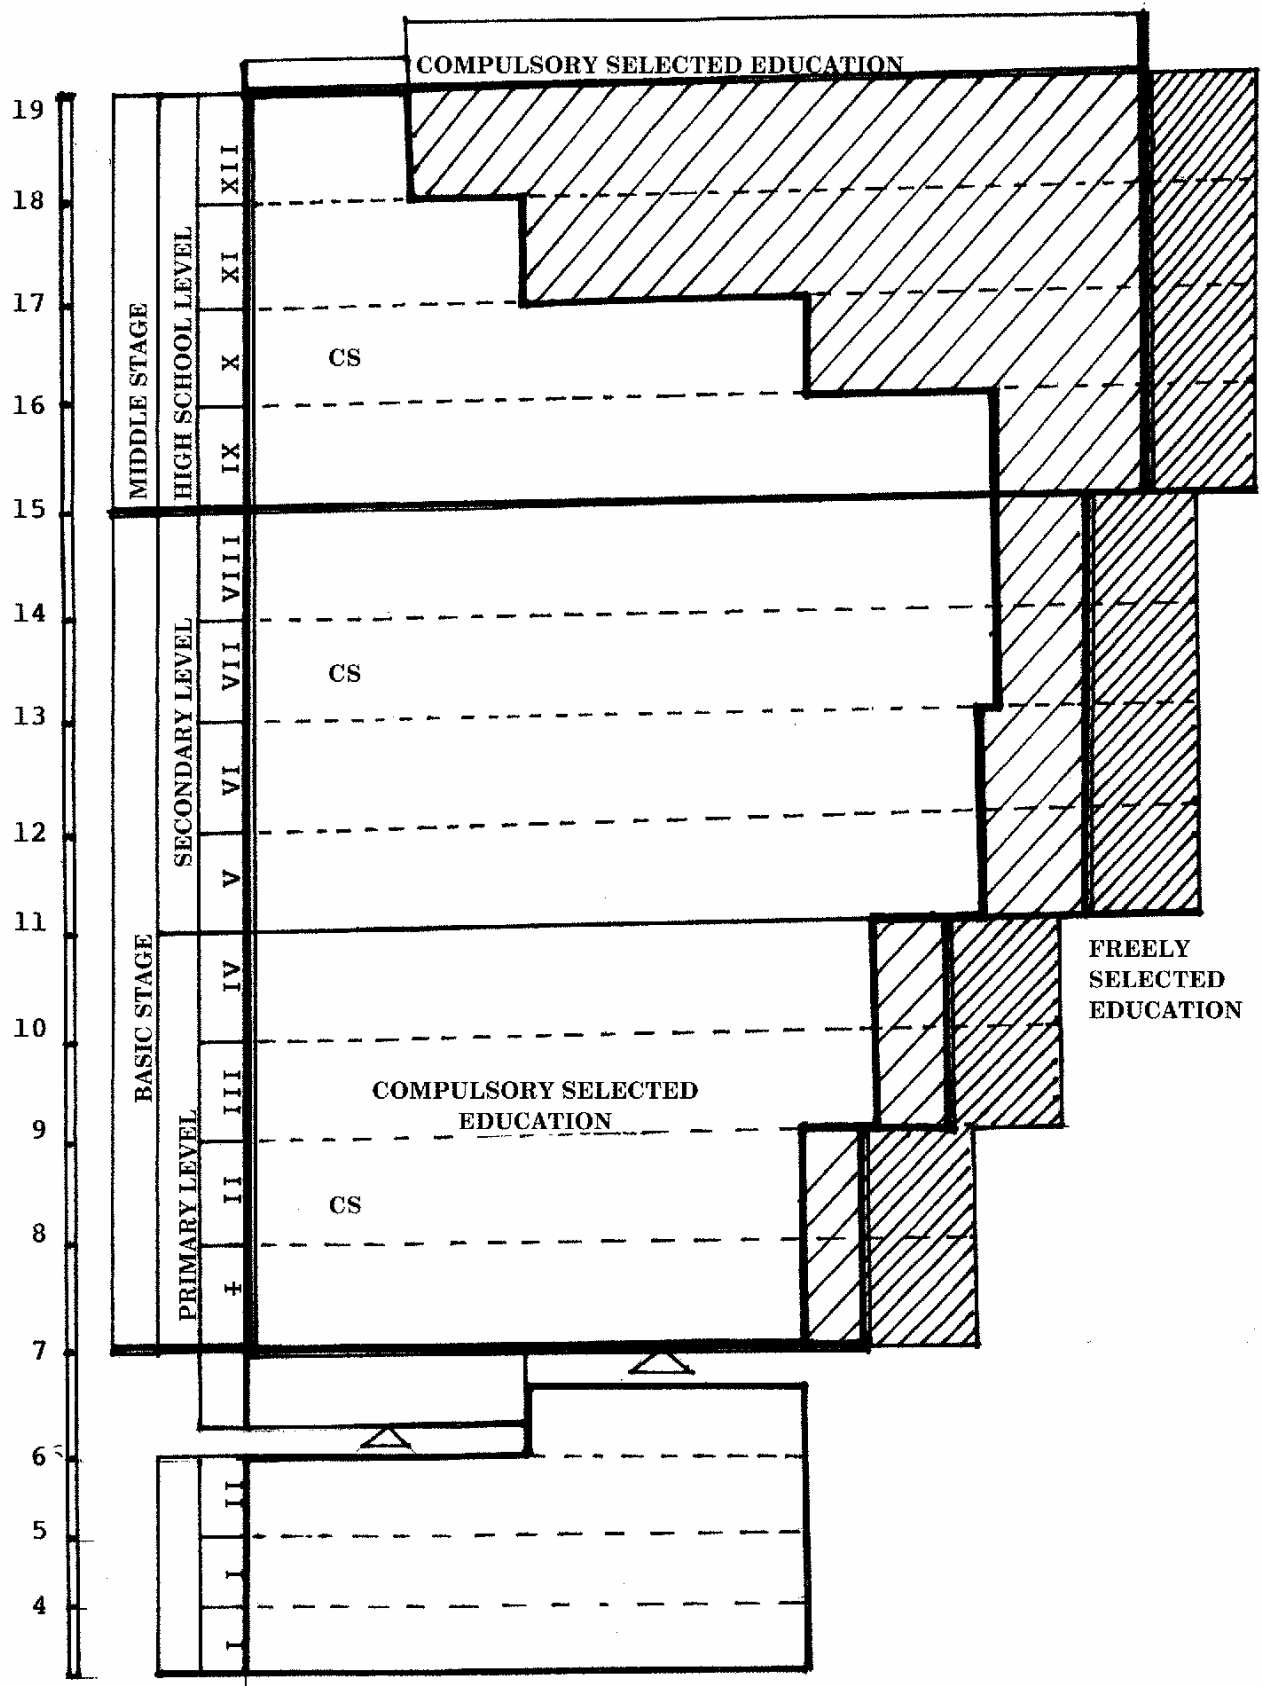 COMPULSORY SELECTED EDUCATION
19
18
17
16
15
14
13
12
11
10
9
8
7
6
5
4
MIDDLE STAGE
HIGH SCHOOL LEVEL
XII
XI
X
IX
CS
BASIC STAGE
SECONDARY LEVEL
VIII
VII
VI
V
CS
PRIMARY LEVEL
IV
III
II
I
COMPULSORY SELECTED
EDUCATION
CS
FREELY
SELECTED
EDUCATION
II
I
I